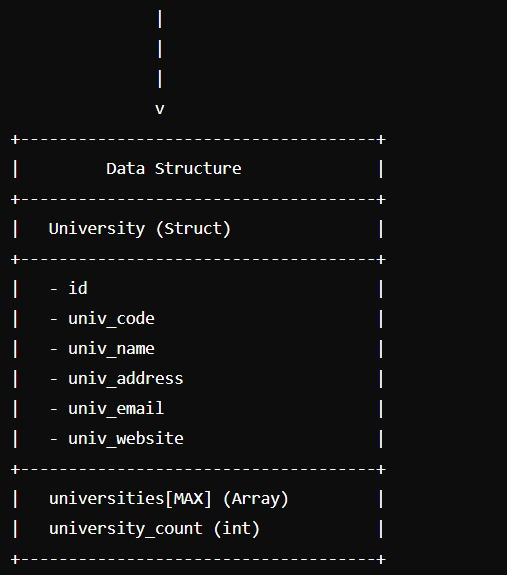 |
                |
                |
                v
+-------------------------------------+
|         Data Structure              |
+-------------------------------------+
|   University (Struct)               |
+-------------------------------------+
|   - id                              |
|   - univ_code                       |
|   - univ_name                       |
|   - univ_address                    |
|   - univ_email                      |
|   - univ_website                    |
+-------------------------------------+
|   universities[MAX] (Array)         |
|   university_count (int)            |
+-------------------------------------+